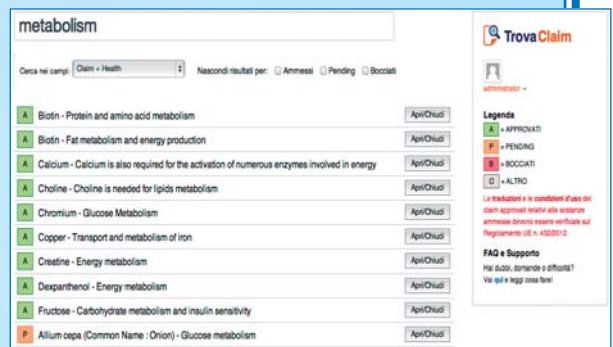 metabolism
Cerca nei campi: Claim + Health Nascondi risultati per: Ammessi Pending Bocciati
A Biotin - Protein and amino acid metabolism Apri/Chiudi
A Biotin - Fat metabolism and energy production Apri/Chiudi
A Calcium - Calcium is also required for the activation of numerous enzymes involved in energy Apri/Chiudi
A Choline - Choline is needed for lipids metabolism Apri/Chiudi
A Chromium - Glucose Metabolism Apri/Chiudi
A Copper - Transport and metabolism of iron Apri/Chiudi
A Creatine - Energy metabolism Apri/Chiudi
A Dexpanthenol - Energy metabolism Apri/Chiudi
A Fructose - Carbohydrate metabolism and insulin sensitivity Apri/Chiudi
P Allium cepa (Common Name : Onion) - Glucose metabolism Apri/Chiudi
TrovaClaim
administrator
Legenda
A = APPROVATI
P = PENDING
B = BOCCIATI
O = ALTRO
Le traduzioni e le condizioni d'uso dei
claim approvati relativi alle sostanze
ammesse devono essere verificate sul
Regolamento UE n. 432/2012.
FAQ e Supporto
Hai dubbi, domande o difficoltà?
Vai qui e leggi cosa fare!